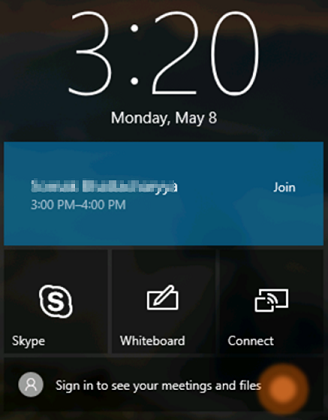 3:20
Monday, May 8
Join
3:00 PM–4:00 PM
Skype
Whiteboard
Connect
Sign in to see your meetings and files